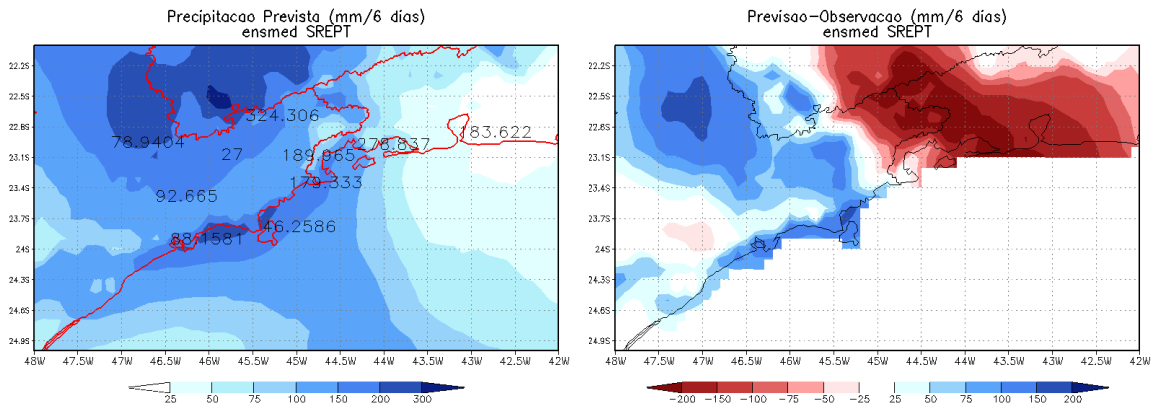 Precipitacao Prevista (mm/6 dias)
ensmed SREPT
22.2S
22.5S
22.8S
23.1S
23.4S
23.7S
24S
24.3S
24.6S
24.9S
324.306
183.622
78.9404
278.837
27
189.965
179.333
92.665
46.2586
88.1581
48W 47.5W 47W 46.5W 46W 45.5W 45W 44.5W 44W 43.5W 43W 42.5W 42W
25 50 75 100 150 200 300
Previsao-Observacao (mm/6 dias)
ensmed SREPT
22.2S
22.5S
22.8S
23.1S
23.4S
23.7S
24S
24.3S
24.6S
24.9S
48W 47.5W 47W 46.5W 46W 45.5W 45W 44.5W 44W 43.5W 43W 42.5W 42W
-200 -150 -100 -75 -50 -25 25 50 75 100 150 200